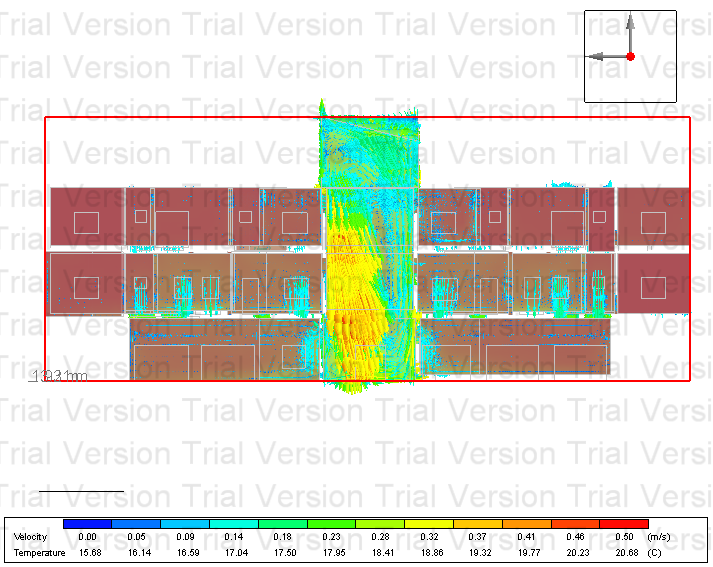 Trial Version Trial Version Trial Version Trial Version
Velocity 0.00 0.05 0.09 0.14 0.18 0.23 0.28 0.32 0.37 0.41 0.46 0.50 (m/s)
Temperature 15.68 16.14 16.59 17.04 17.50 17.95 18.41 18.86 19.32 19.77 20.23 20.68 (C)